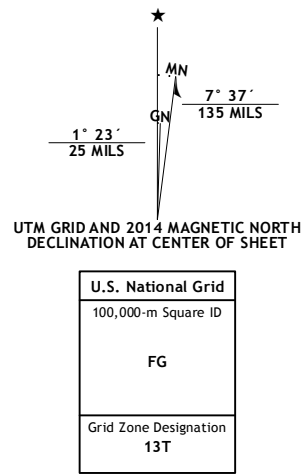 ★
MN
GN
7° 37´
135 MILS
1° 23´
25 MILS
UTM GRID AND 2014 MAGNETIC NORTH
DECLINATION AT CENTER OF SHEET
U.S. National Grid
100,000-m Square ID
FG
Grid Zone Designation
13T